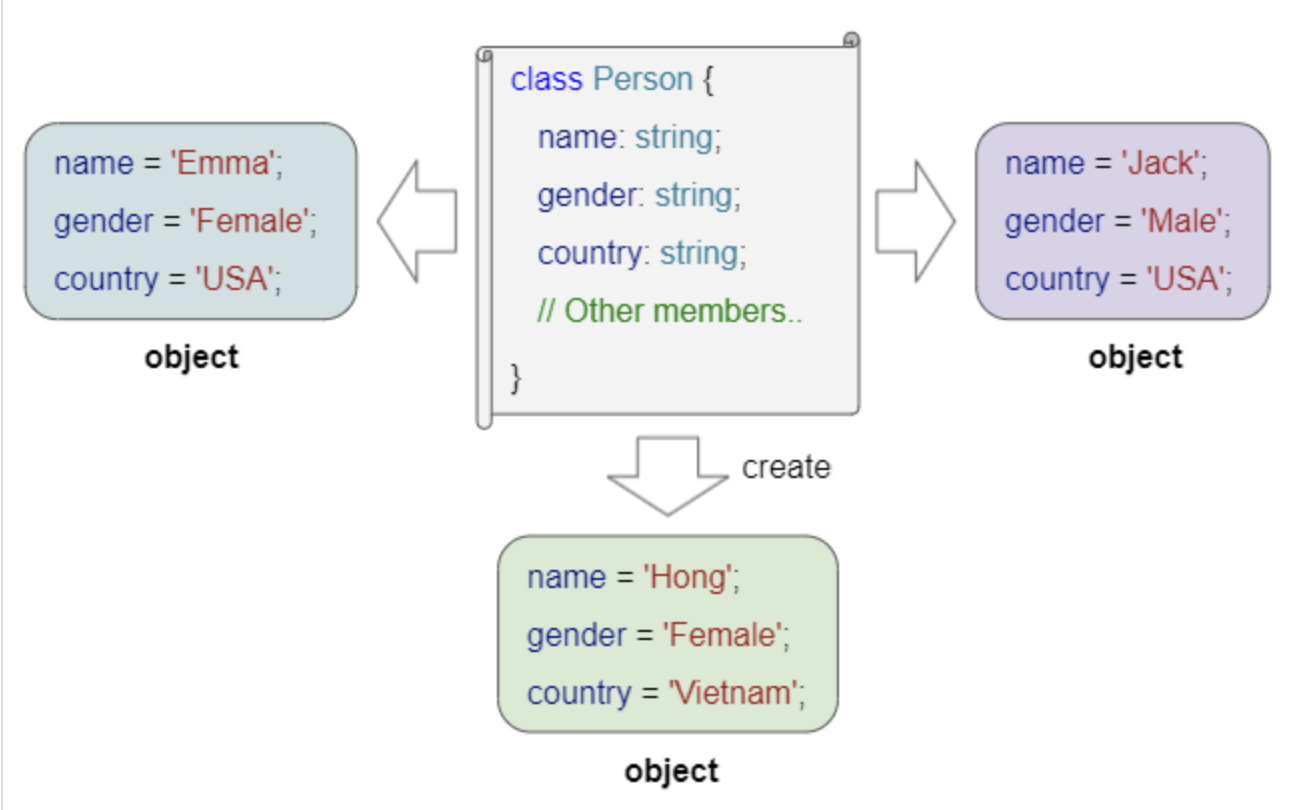 class Person {
name: string;
gender: string;
country: string;
// Other members..
}
name = 'Emma';
gender = 'Female';
country = 'USA';
object
name = 'Jack';
gender = 'Male';
country = 'USA';
object
create
name = 'Hong';
gender = 'Female';
country = 'Vietnam';
object